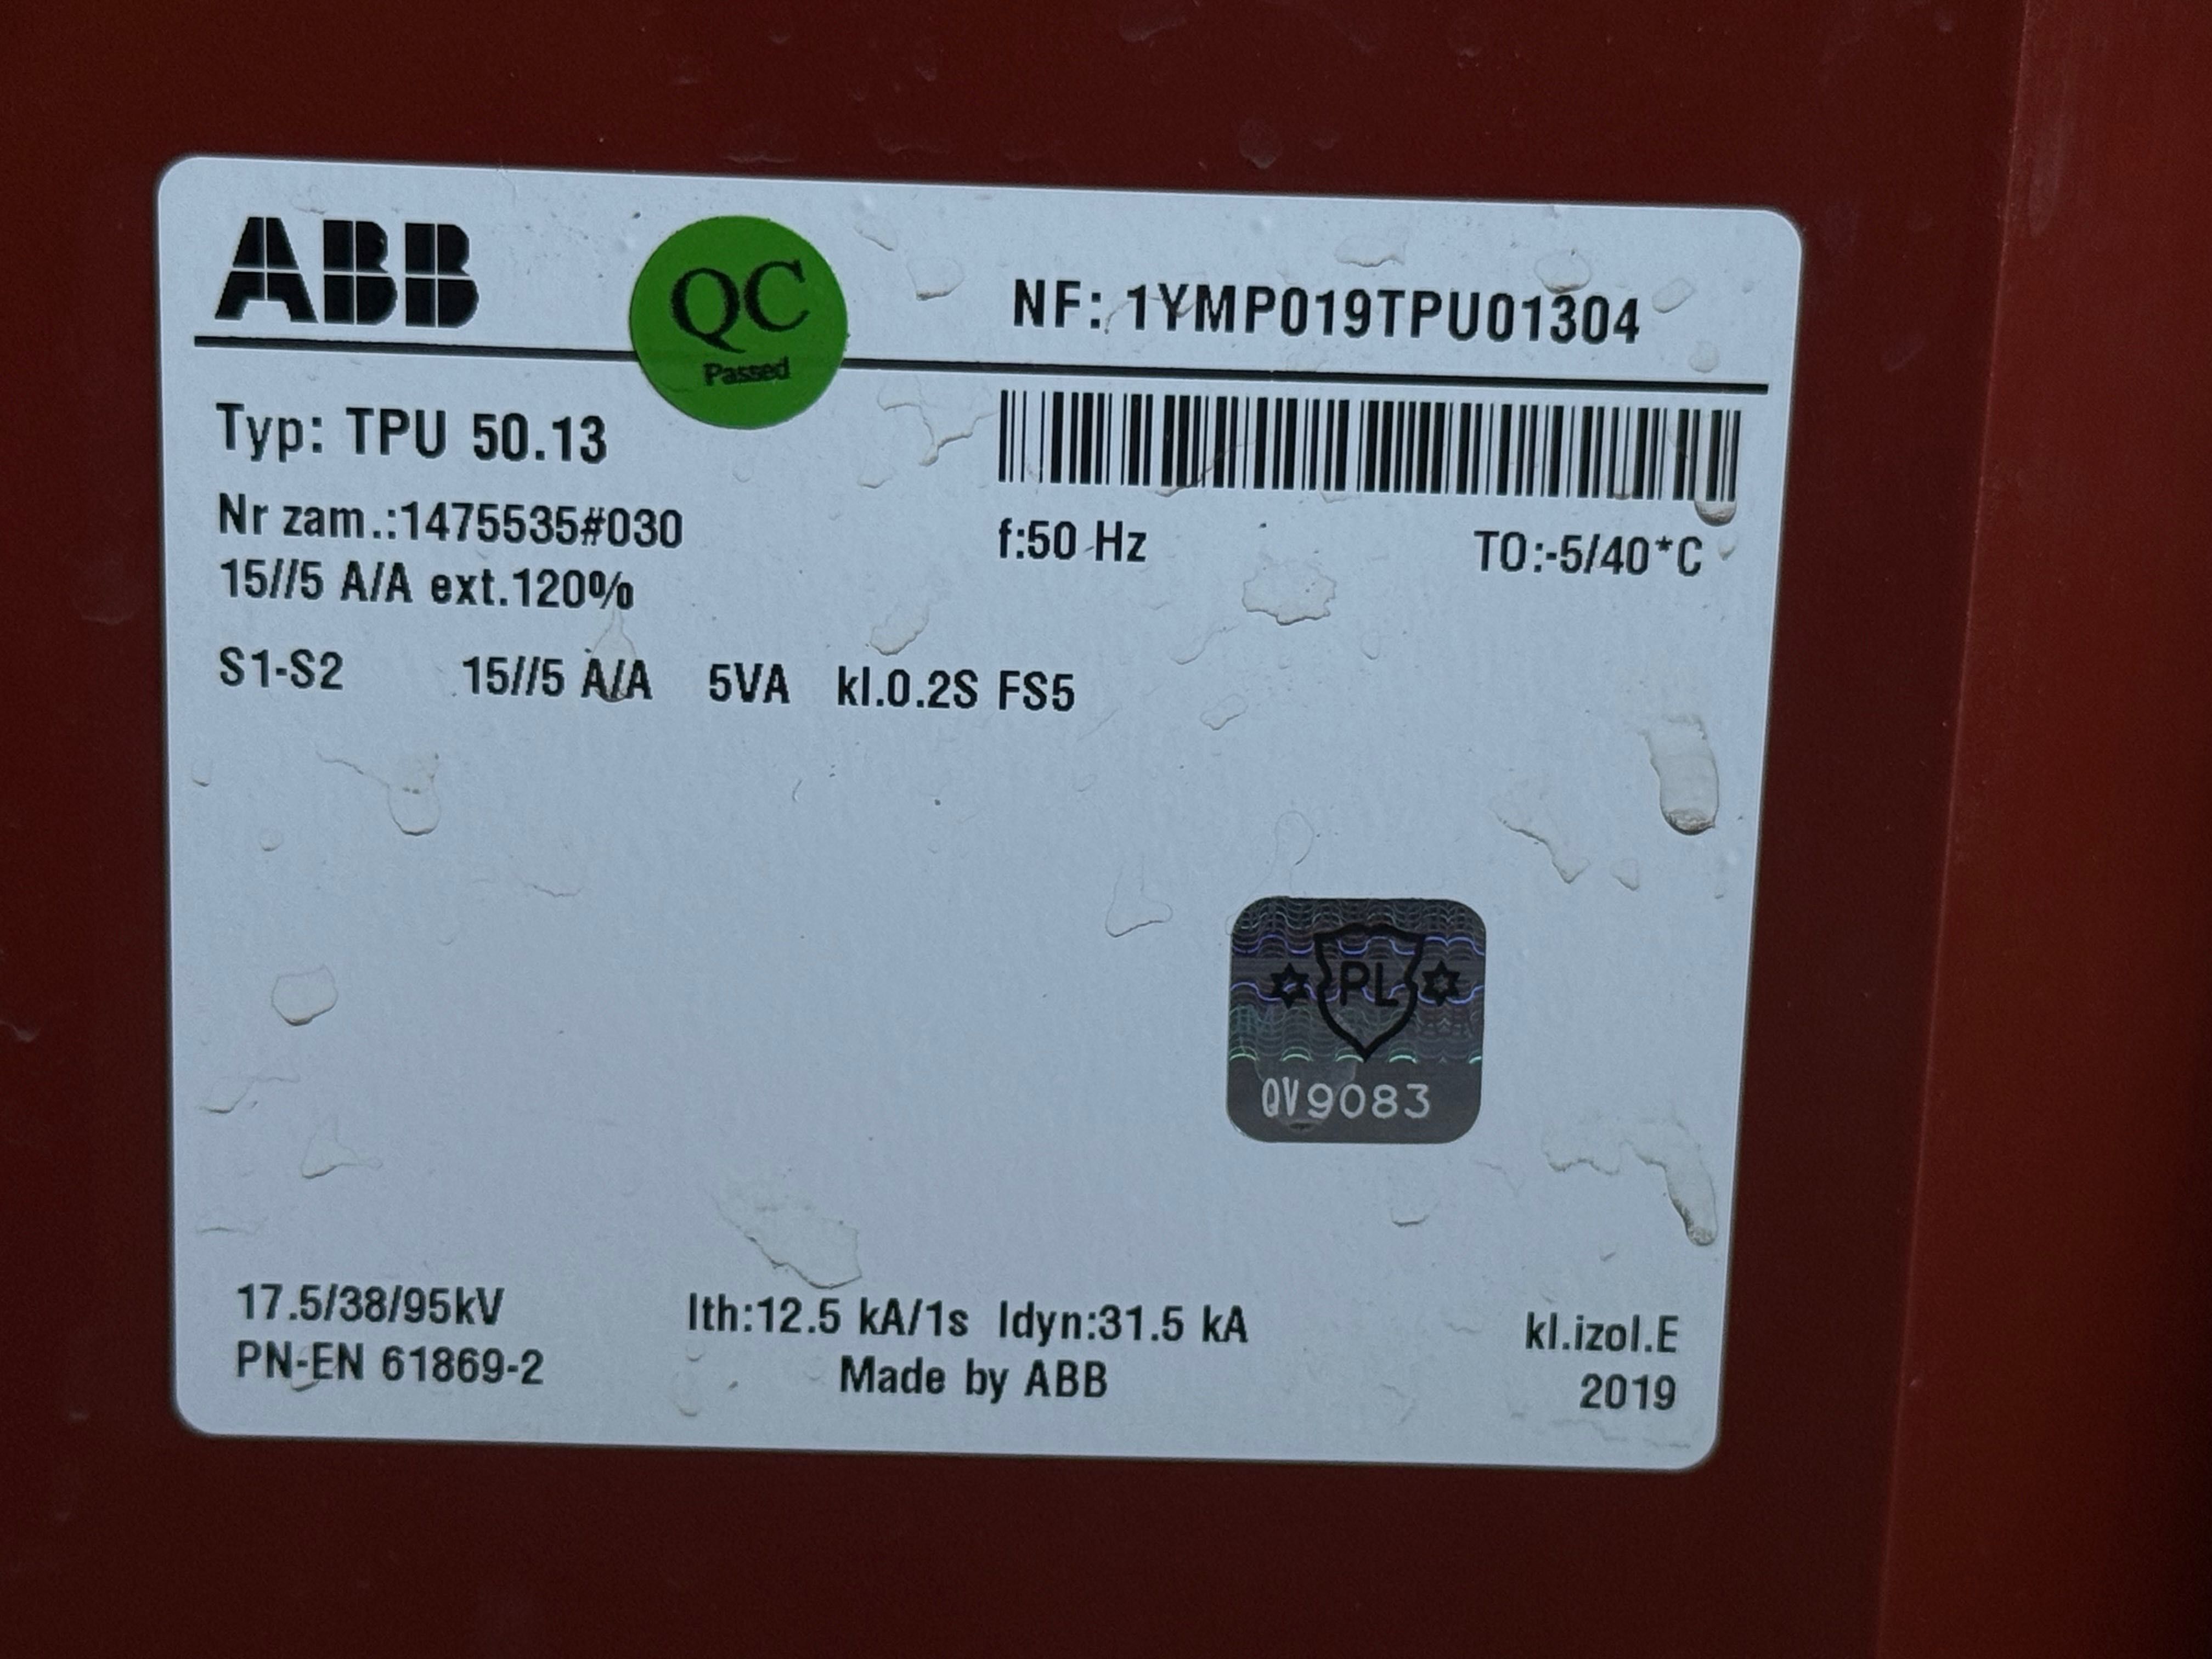 ABB
QC
Passed
NF: 1YMP019TPU01304
Typ: TPU 50.13
Nr zam.:1475535#030
f:50 Hz
TO:-5/40*C
15//5 A/A ext.120%
S1-S2 15//5 A/A 5VA kl.0.2S FS5
PL
QV9083
17.5/38/95kV
Ith:12.5 kA/1s Idyn:31.5 kA
kl.izol.E
PN-EN 61869-2
Made by ABB
2019